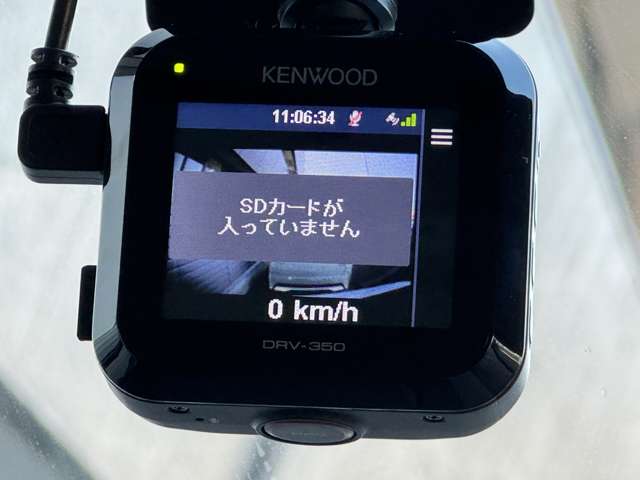 KENWOOD
11:06:34
SDカードが
入っていません
0 km/h
DRV-350